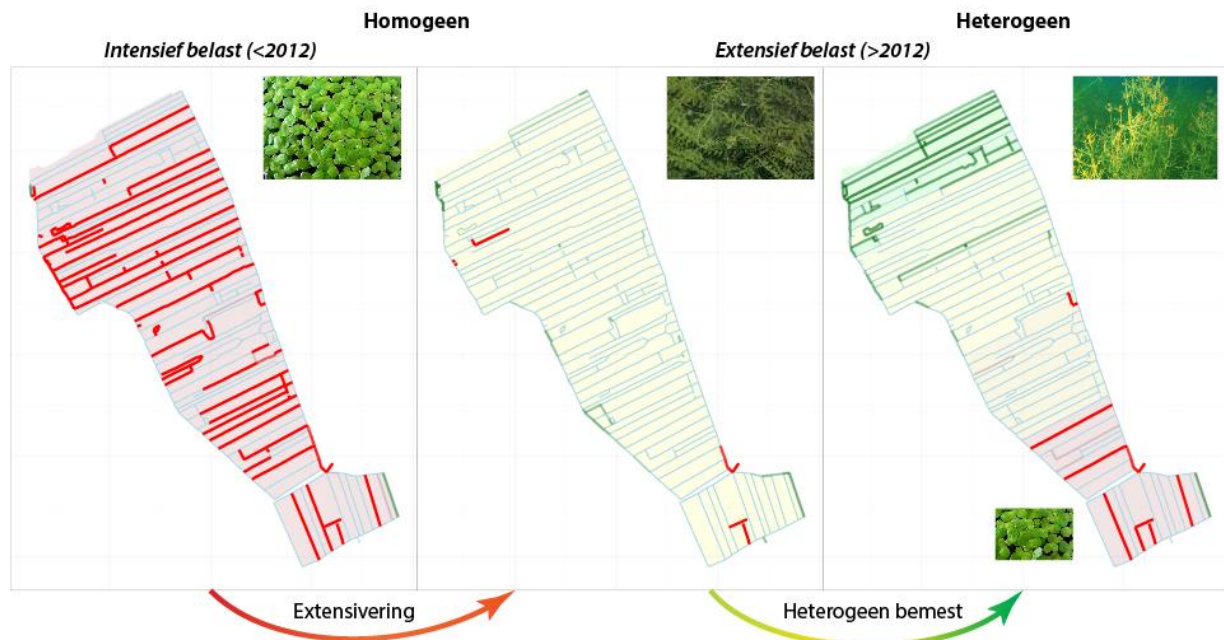 Homogeen
Heterogeen
Intensief belast (<2012)
Extensief belast (>2012)
Extensivering
Heterogeen bemest